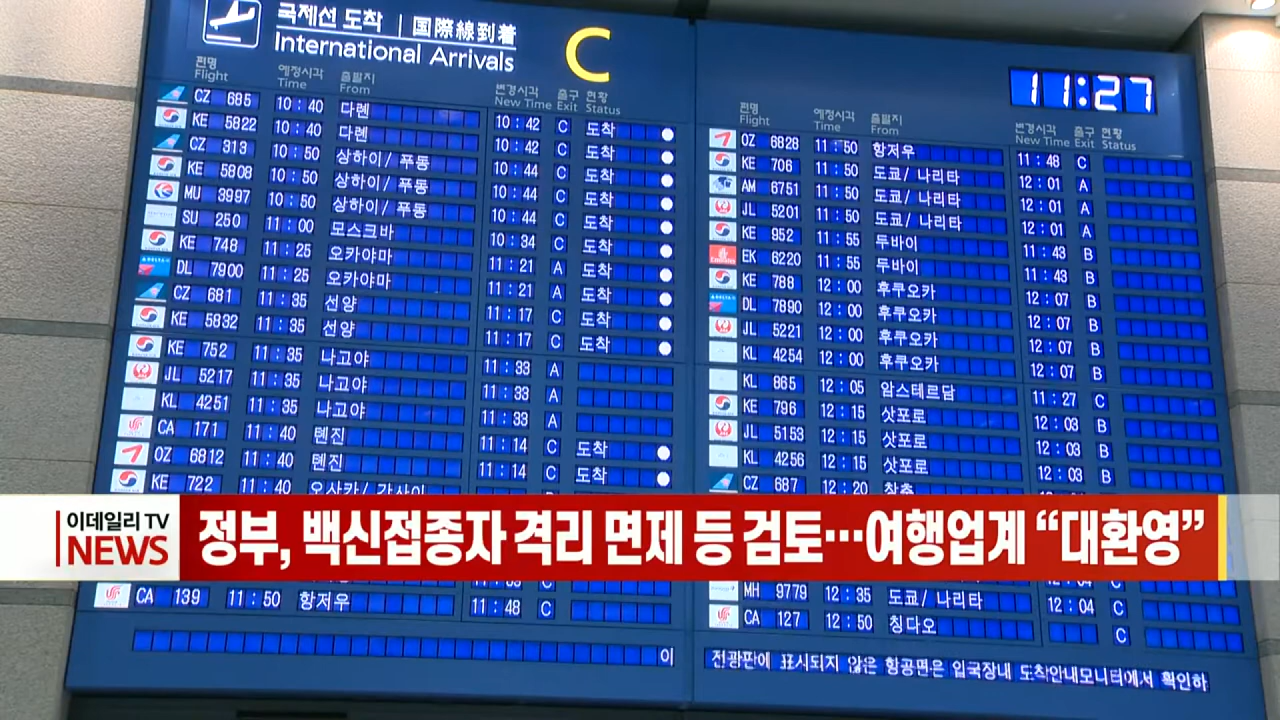 국제선 도착 | 国際線到着
International Arrivals
C
11:27
편명 예정시각 출발지 변경시각 출구 현황
Flight Time From New Time Exit Status
CZ 685 10:40 다롄 10:42 C 도착
KE 5822 10:40 다롄 10:42 C 도착
CZ 313 10:50 상하이/ 푸동 10:44 C 도착
KE 5808 10:50 상하이/ 푸동 10:44 C 도착
MU 3997 10:50 상하이/ 푸동 10:44 C 도착
SU 250 11:00 모스크바 10:34 C 도착
KE 748 11:25 오카야마 11:21 A 도착
DL 7900 11:25 오카야마 11:21 A 도착
CZ 681 11:35 선양 11:17 C 도착
KE 5832 11:35 선양 11:17 C 도착
KE 752 11:35 나고야 11:33 A
JL 5217 11:35 나고야 11:33 A
KL 4251 11:35 나고야 11:33 A
CA 171 11:40 톈진 11:14 C 도착
OZ 6812 11:40 톈진 11:14 C 도착
KE 722 11:40 오사카/ 간사이
CA 139 11:50 항저우 11:48 C
이
편명 예정시각 출발지 변경시각 출구 현황
Flight Time From New Time Exit Status
OZ 6828 11:50 항저우 11:48 C
KE 706 11:50 도쿄/ 나리타 12:01 A
AM 6751 11:50 도쿄/ 나리타 12:01 A
JL 5201 11:50 도쿄/ 나리타 12:01 A
KE 952 11:55 두바이 11:43 B
EK 6220 11:55 두바이 11:43 B
KE 788 12:00 후쿠오카 12:07 B
DL 7890 12:00 후쿠오카 12:07 B
JL 5221 12:00 후쿠오카 12:07 B
KL 4254 12:00 후쿠오카 12:07 B
KL 865 12:05 암스테르담 11:27 C
KE 796 12:15 삿포로 12:03 B
JL 5153 12:15 삿포로 12:03 B
KL 4256 12:15 삿포로 12:03 B
CZ 687 12:20 창춘
MH 9779 12:35 도쿄/ 나리타 12:04 C
CA 127 12:50 칭다오 C
전광판에 표시되지 않은 항공편은 입국장내 도착안내모니터에서 확인하
이데일리 TV
NEWS
정부, 백신접종자 격리 면제 등 검토…여행업계 “대환영”